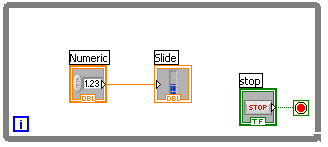 Numeric
Slide
1.23
DBL
DBL
stop
STOP
TF
i